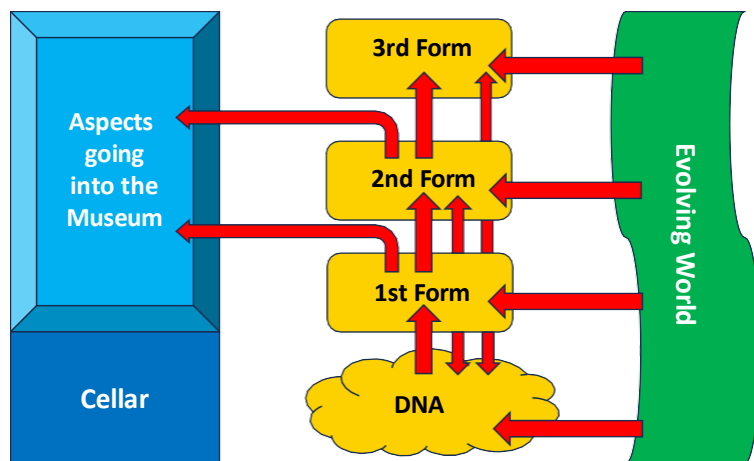 Aspects
going
into the
Museum
Cellar
3rd Form
2nd Form
1st Form
DNA
Evolving World